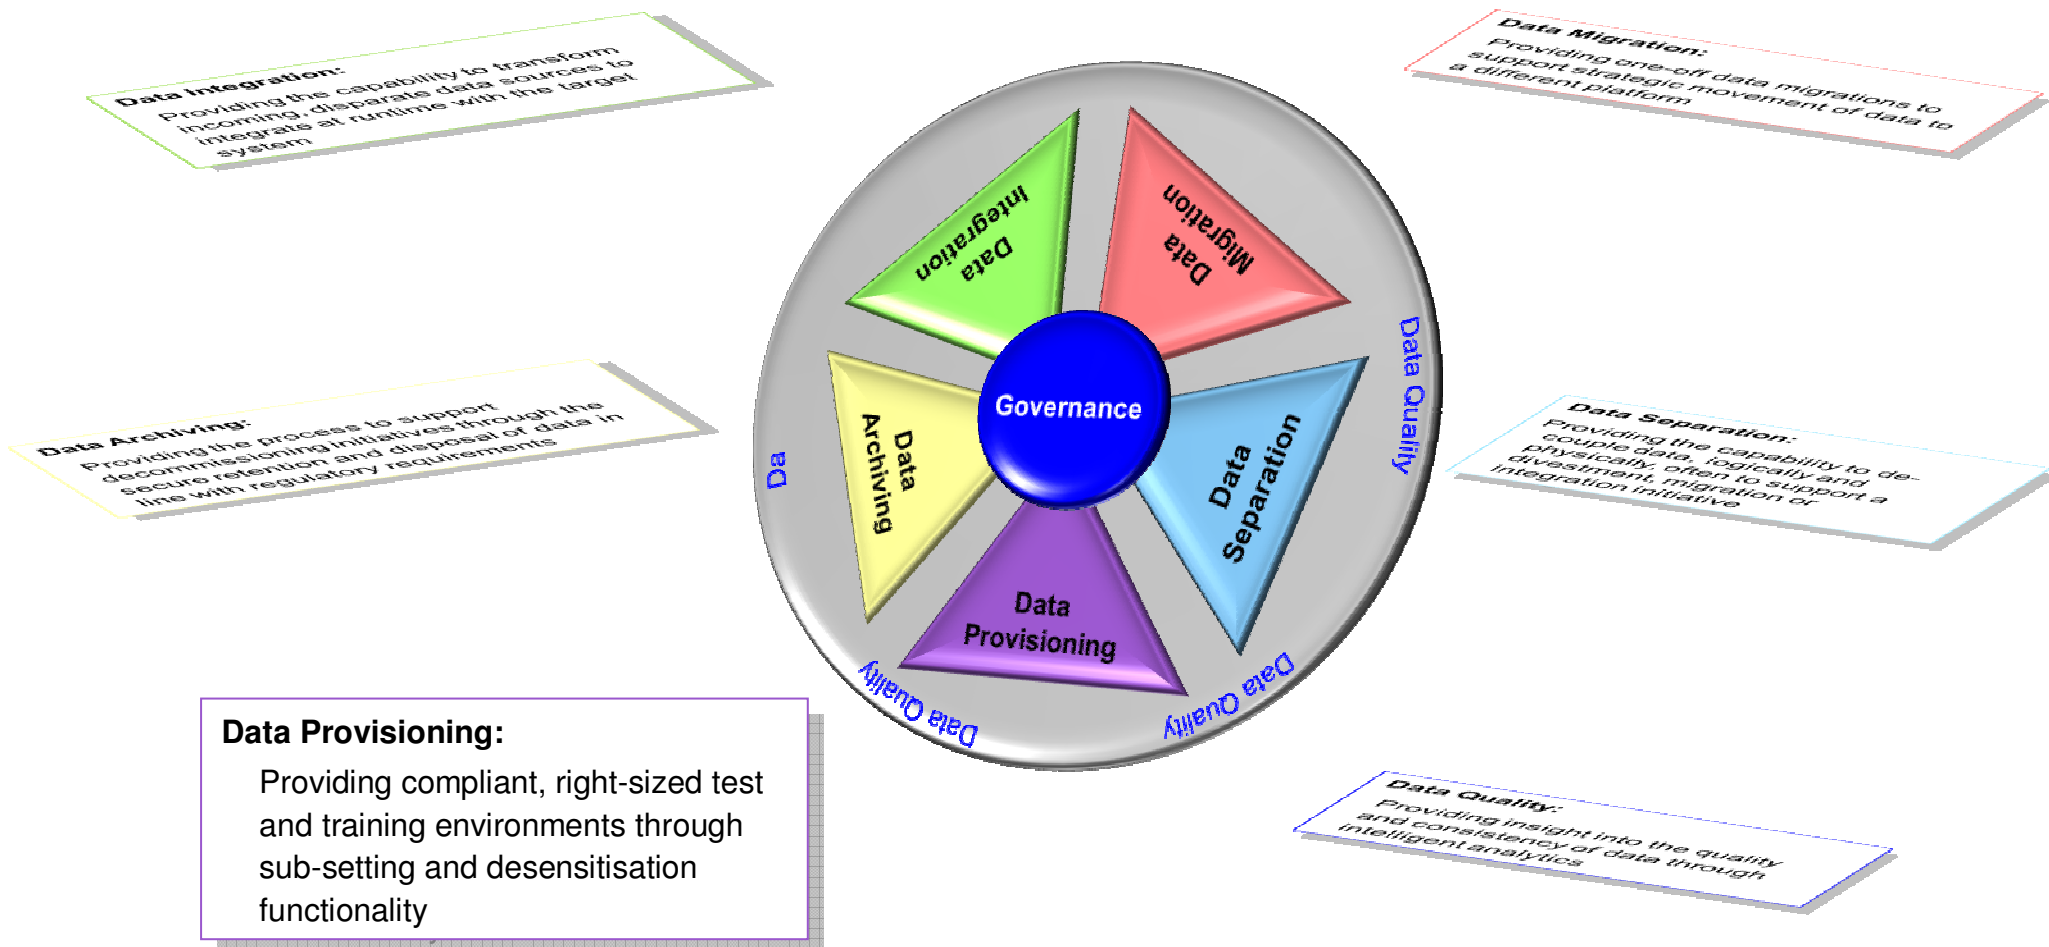 Data Integration:
Providing the capability to transform
incoming, disparate data sources to
integrate at runtime with the target
system
Data Migration:
Providing one-off data migrations to
support strategic movement of data to
a different platform
Data
Integration
Data
Migration
Governance
Data
Archiving
Data
Separation
Data
Provisioning
Data Quality
Data Quality
Data Quality
Da
Data Archiving:
Providing the process to support
decommissioning initiatives through the
secure retention and disposal of data in
line with regulatory requirements
Data Separation:
Providing the capability to de-
couple data, logically and
physically, often to support a
divastment, migration or
integration initiative
Data Provisioning:
Providing compliant, right-sized test
and training environments through
sub-setting and desensitisation
functionality
Data Quality:
Providing insight into the quality
and consistency of data through
intelligent analytics